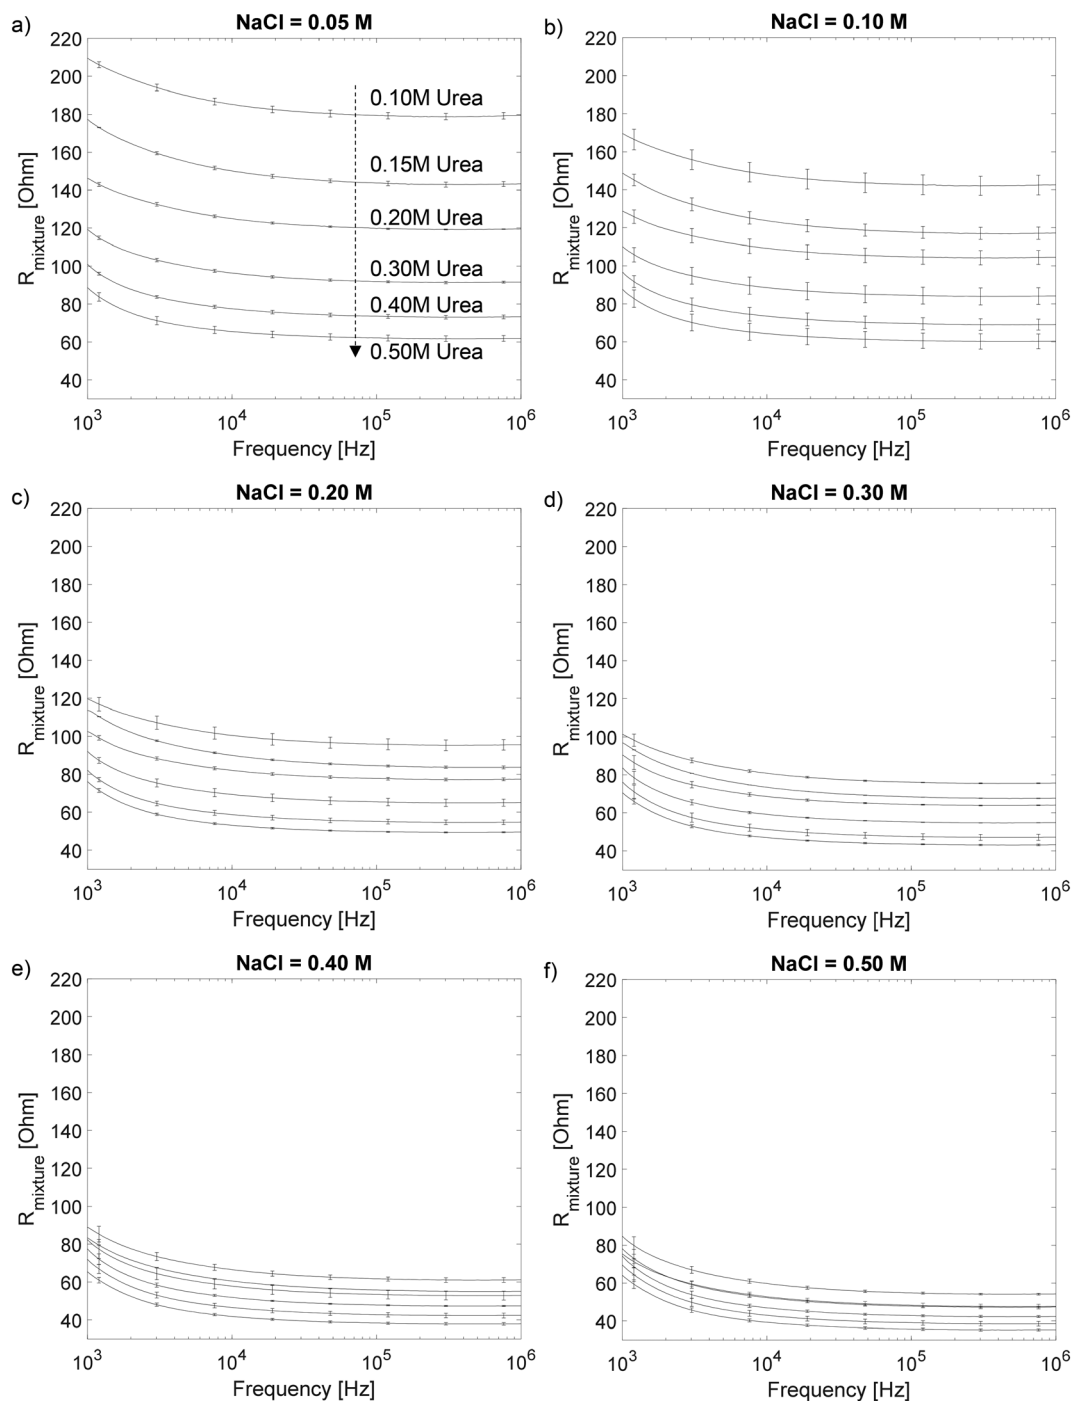 a)
NaCl = 0.05 M
220
200
180
160
140
120
100
80
60
40
R_mixture [Ohm]
0.10M Urea
0.15M Urea
0.20M Urea
0.30M Urea
0.40M Urea
0.50M Urea
10^3 10^4 10^5 10^6
Frequency [Hz]
b)
NaCl = 0.10 M
220
200
180
160
140
120
100
80
60
40
R_mixture [Ohm]
10^3 10^4 10^5 10^6
Frequency [Hz]
c)
NaCl = 0.20 M
220
200
180
160
140
120
100
80
60
40
R_mixture [Ohm]
10^3 10^4 10^5 10^6
Frequency [Hz]
d)
NaCl = 0.30 M
220
200
180
160
140
120
100
80
60
40
R_mixture [Ohm]
10^3 10^4 10^5 10^6
Frequency [Hz]
e)
NaCl = 0.40 M
220
200
180
160
140
120
100
80
60
40
R_mixture [Ohm]
10^3 10^4 10^5 10^6
Frequency [Hz]
f)
NaCl = 0.50 M
220
200
180
160
140
120
100
80
60
40
R_mixture [Ohm]
10^3 10^4 10^5 10^6
Frequency [Hz]